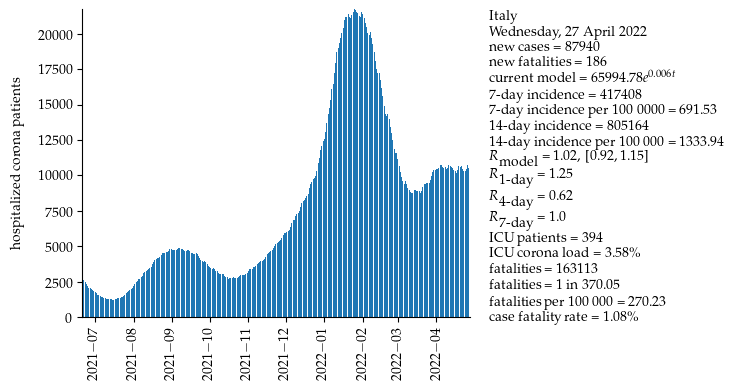 20000
17500
15000
12500
10000
7500
5000
2500
0
hospitalized corona patients
2021−07
2021−08
2021−09
2021−10
2021−11
2021−12
2022−01
2022−02
2022−03
2022−04
Italy
Wednesday, 27 April 2022
new cases = 87940
new fatalities = 186
current model = 65994.78e^0.006t
7-day incidence = 417408
7-day incidence per 100 0000 = 691.53
14-day incidence = 805164
14-day incidence per 100 000 = 1333.94
Rmodel = 1.02, [0.92, 1.15]
R1-day = 1.25
R4-day = 0.62
R7-day = 1.0
ICU patients = 394
ICU corona load = 3.58%
fatalities = 163113
fatalities = 1 in 370.05
fatalities per 100 000 = 270.23
case fatality rate = 1.08%